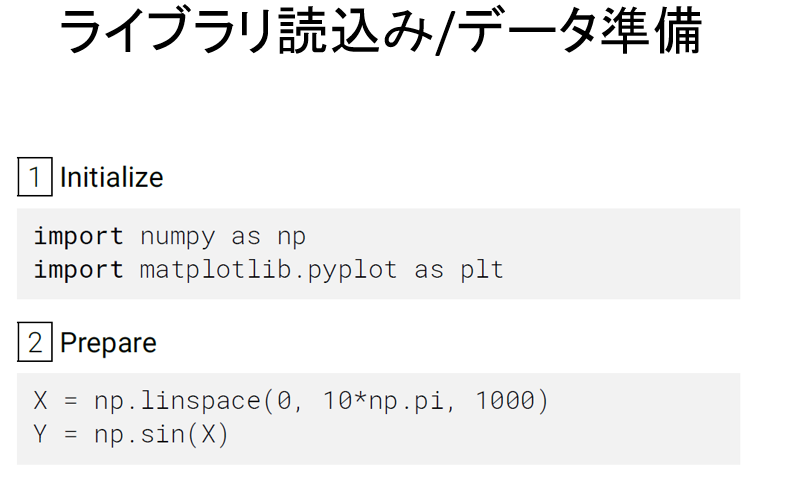 ライブラリ読込み/データ準備
1 Initialize
import numpy as np
import matplotlib.pyplot as plt
2 Prepare
X = np.linspace(0, 10*np.pi, 1000)
Y = np.sin(X)